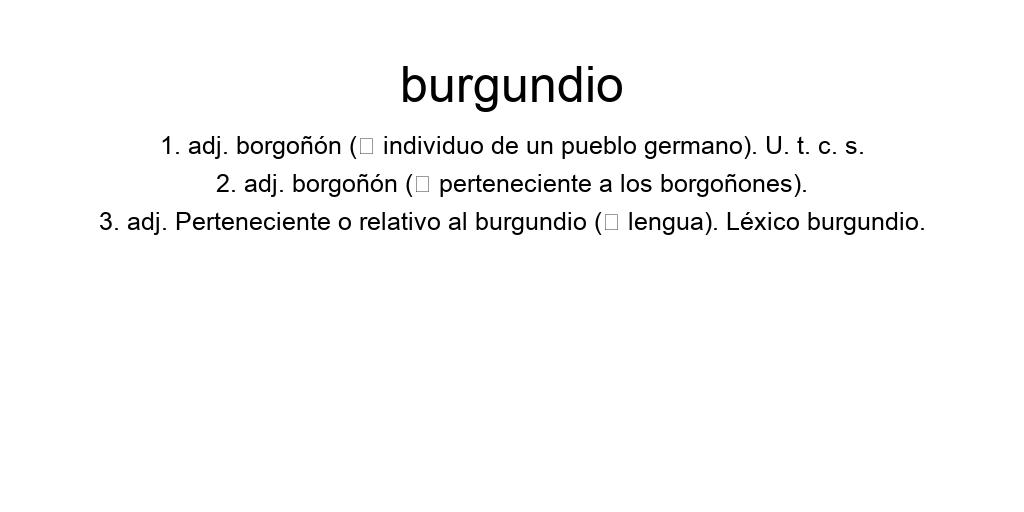 burgundio
1. adj. borgoñón (▯ individuo de un pueblo germano). U. t. c. s.
2. adj. borgoñón (▯ perteneciente a los borgoñones).
3. adj. Perteneciente o relativo al burgundio (▯ lengua). Léxico burgundio.